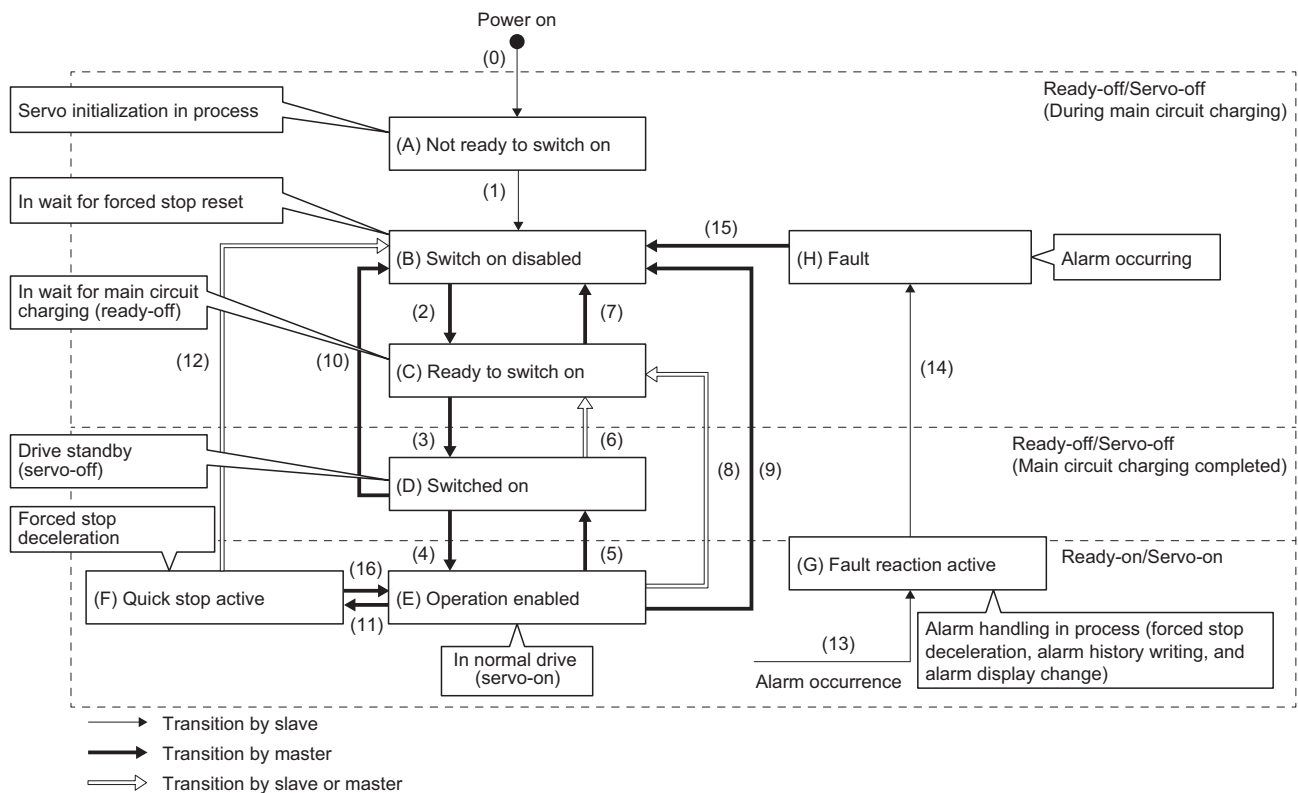 Power on
(0)
Ready-off/Servo-off
(During main circuit charging)
Servo initialization in process
(A) Not ready to switch on
(1)
In wait for forced stop reset
(15)
(B) Switch on disabled
(H) Fault
Alarm occurring
In wait for main circuit
charging (ready-off)
(2)
(7)
(12)
(10)
(14)
(C) Ready to switch on
(3)
(6)
Ready-off/Servo-off
(Main circuit charging completed)
Drive standby
(servo-off)
(8)
(9)
(D) Switched on
Forced stop
deceleration
(4)
(5)
Ready-on/Servo-on
(G) Fault reaction active
(16)
(F) Quick stop active
(E) Operation enabled
(11)
Alarm handling in process (forced stop
deceleration, alarm history writing, and
alarm display change)
(13)
In normal drive
(servo-on)
Alarm occurrence
Transition by slave
Transition by master
Transition by slave or master